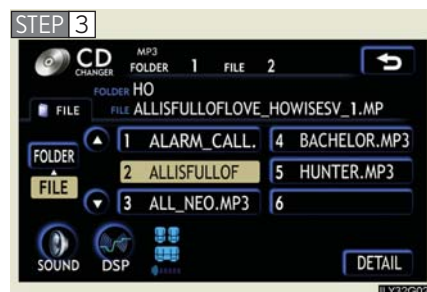 STEP 3
CD CHANGER MP3 FOLDER 1 FILE 2
FOLDER HO
FILE FILE ALLISFULLOFLOVE_HOWISESV_1.MP
1 ALARM_CALL. 4 BACHELOR.MP3
FOLDER
2 ALLISFULLOF 5 HUNTER.MP3
FILE
3 ALL_NEO.MP3 6
SOUND DSP DETAIL